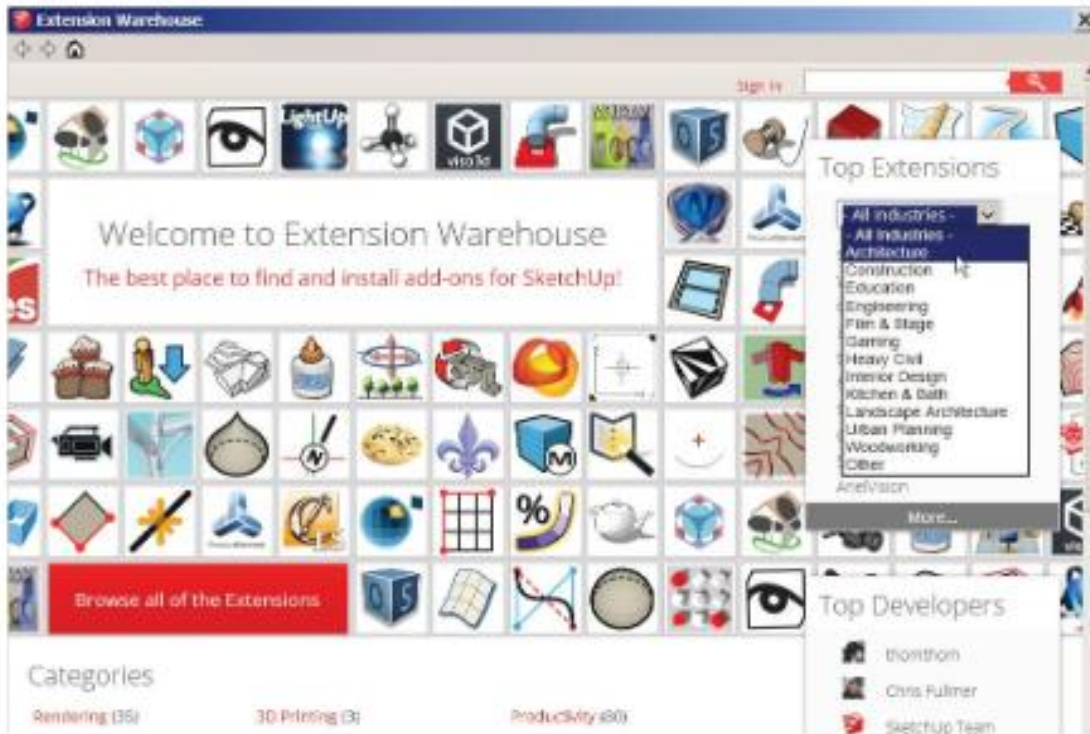 Extension Warehouse
Sign In
LightUp
viso3d
Top Extensions
- All Industries -
- All Industries -
Architecture
Construction
Education
Engineering
Film & Stage
Gaming
Heavy Civil
Interior Design
Kitchen & Bath
Landscape Architecture
Urban Planning
Woodworking
Other
ArielVision
More...
Welcome to Extension Warehouse
The best place to find and install add-ons for SketchUp!
Browse all of the Extensions
Top Developers
thomthom
Chris Fullmer
SketchUp Team
Categories
Rendering (35)
3D Printing (3)
Productivity (80)